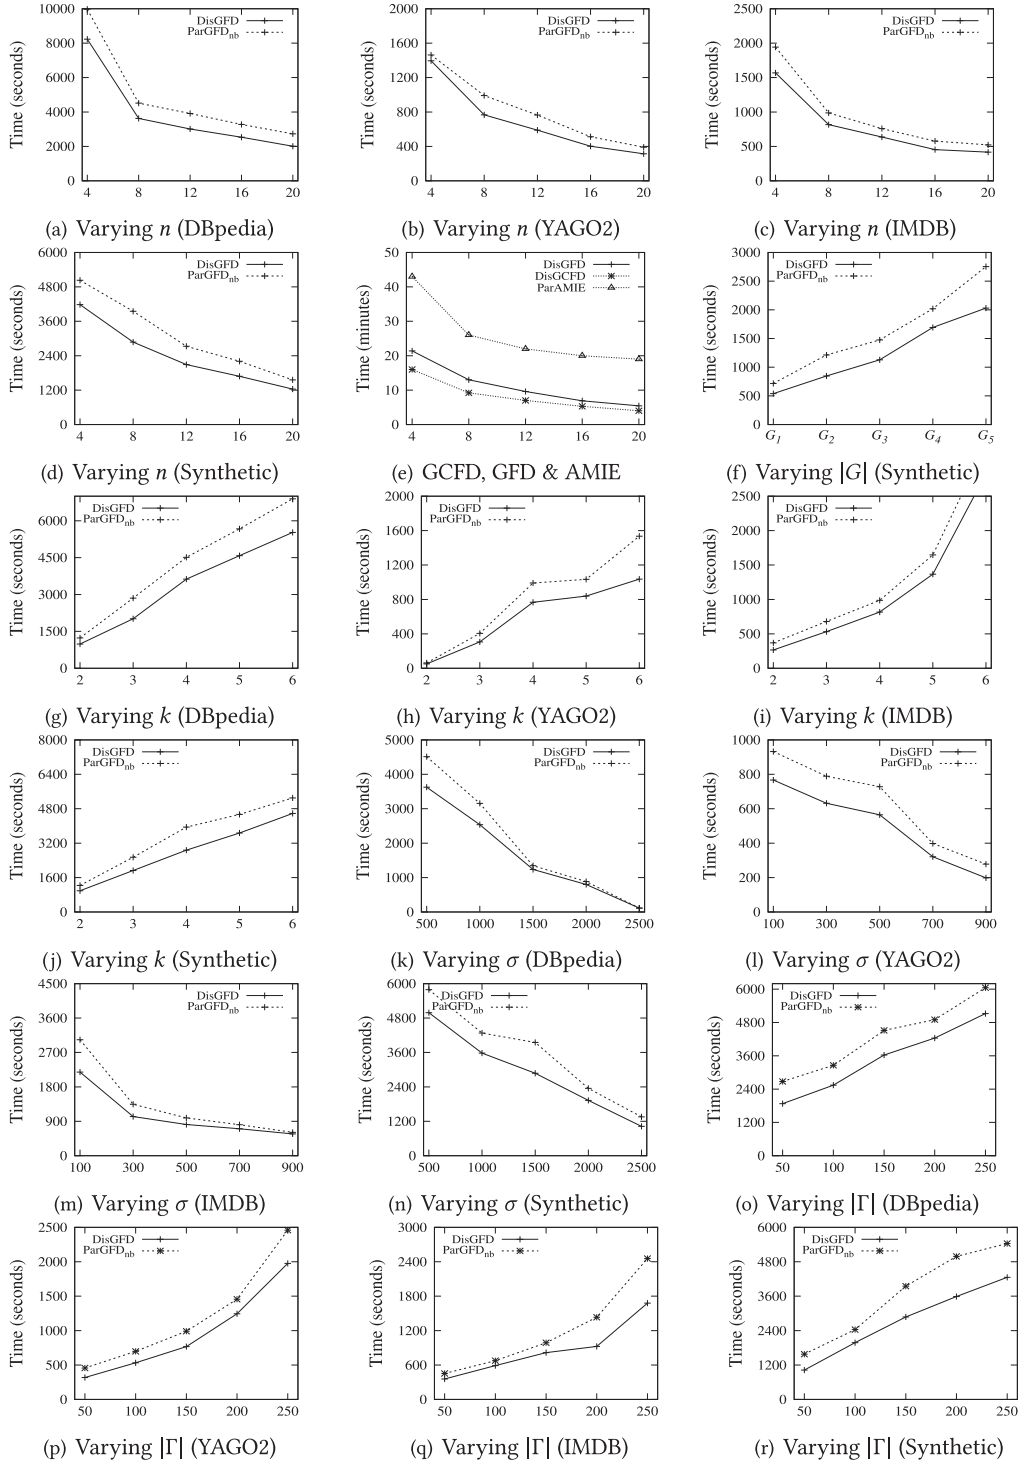 10000
8000
6000
4000
2000
0
Time (seconds)
DisGFD
ParGFDnb
4 8 12 16 20
(a) Varying n (DBpedia)
2000
1600
1200
800
400
0
Time (seconds)
DisGFD
ParGFDnb
4 8 12 16 20
(b) Varying n (YAGO2)
2500
2000
1500
1000
500
0
Time (seconds)
DisGFD
ParGFDnb
4 8 12 16 20
(c) Varying n (IMDB)
6000
4800
3600
2400
1200
0
Time (seconds)
DisGFD
ParGFDnb
4 8 12 16 20
(d) Varying n (Synthetic)
50
40
30
20
10
0
Time (minutes)
DisGFD
DisGCFD
ParAMIE
4 8 12 16 20
(e) GCFD, GFD & AMIE
3000
2500
2000
1500
1000
500
0
Time (seconds)
DisGFD
ParGFDnb
G1 G2 G3 G4 G5
(f) Varying |G| (Synthetic)
6000
4500
3000
1500
0
Time (seconds)
DisGFD
ParGFDnb
2 3 4 5 6
(g) Varying k (DBpedia)
2000
1600
1200
800
400
0
Time (seconds)
DisGFD
ParGFDnb
2 3 4 5 6
(h) Varying k (YAGO2)
2500
2000
1500
1000
500
0
Time (seconds)
DisGFD
ParGFDnb
2 3 4 5 6
(i) Varying k (IMDB)
8000
6400
4800
3200
1600
0
Time (seconds)
DisGFD
ParGFDnb
2 3 4 5 6
(j) Varying k (Synthetic)
5000
4000
3000
2000
1000
0
Time (seconds)
DisGFD
ParGFDnb
500 1000 1500 2000 2500
(k) Varying σ (DBpedia)
1000
800
600
400
200
0
Time (seconds)
DisGFD
ParGFDnb
100 300 500 700 900
(l) Varying σ (YAGO2)
4500
3600
2700
1800
900
0
Time (seconds)
DisGFD
ParGFDnb
100 300 500 700 900
(m) Varying σ (IMDB)
6000
4800
3600
2400
1200
0
Time (seconds)
DisGFD
ParGFDnb
500 1000 1500 2000 2500
(n) Varying σ (Synthetic)
6000
4800
3600
2400
1200
0
Time (seconds)
DisGFD
ParGFDnb
50 100 150 200 250
(o) Varying |Γ| (DBpedia)
2500
2000
1500
1000
500
0
Time (seconds)
DisGFD
ParGFDnb
50 100 150 200 250
(p) Varying |Γ| (YAGO2)
3000
2400
1800
1200
600
0
Time (seconds)
DisGFD
ParGFDnb
50 100 150 200 250
(q) Varying |Γ| (IMDB)
6000
4800
3600
2400
1200
0
Time (seconds)
DisGFD
ParGFDnb
50 100 150 200 250
(r) Varying |Γ| (Synthetic)